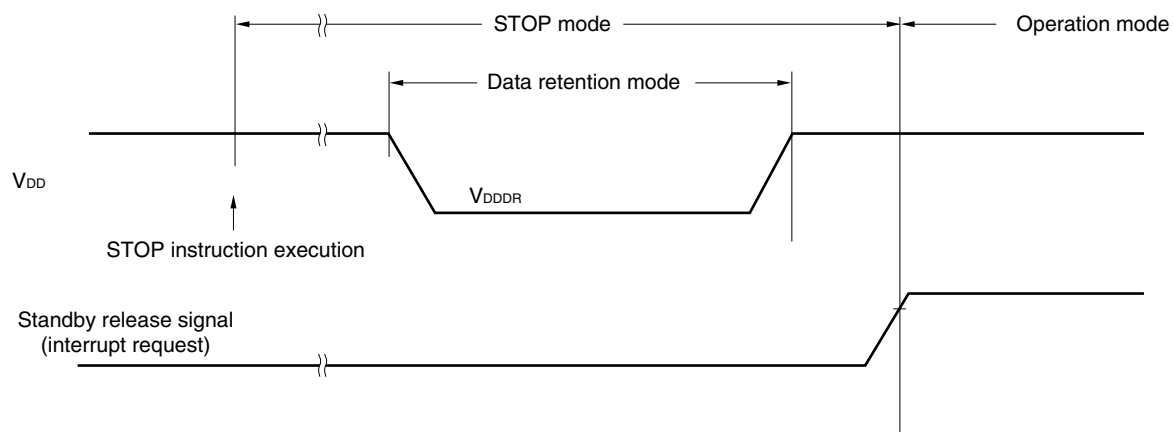 STOP mode
Operation mode
Data retention mode
VDD
VDDDR
STOP instruction execution
Standby release signal
(interrupt request)